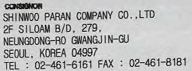 CONSIGNOR
SHINWOO PARAN COMPANY CO.,LTD
2F SILOAM B/D, 279,
NEUNGDONG-RO GWANGJIN-GU
SEOUL, KOREA 04997
TEL : 02-461-6161 FAX : 02-461-8181